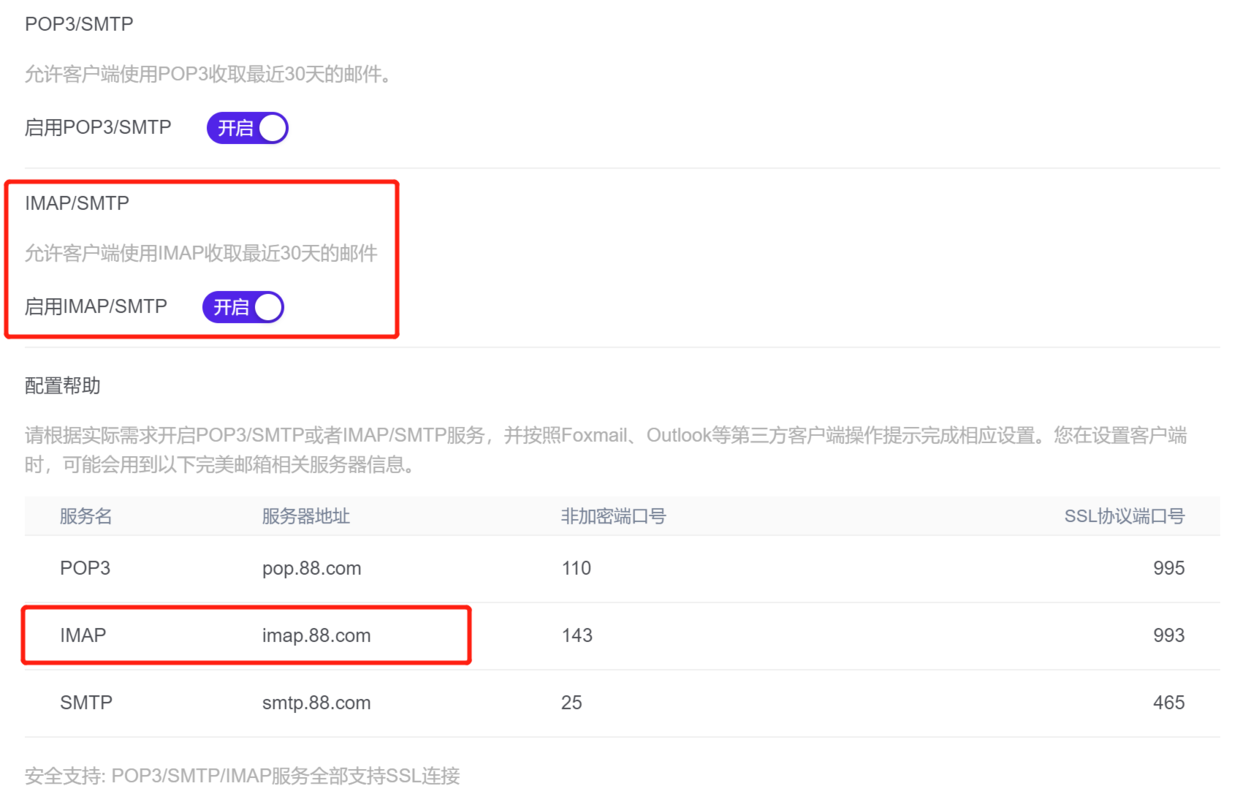 POP3/SMTP
允许客户端使用POP3收取最近30天的邮件。
启用POP3/SMTP 开启
IMAP/SMTP
允许客户端使用IMAP收取最近30天的邮件
启用IMAP/SMTP 开启
配置帮助
请根据实际需求开启POP3/SMTP或者IMAP/SMTP服务，并按照Foxmail、Outlook等第三方客户端操作提示完成相应设置。您在设置客户端
时，可能会用到以下完美邮箱相关服务器信息。
服务名 服务器地址 非加密端口号 SSL协议端口号
POP3 pop.88.com 110 995
IMAP imap.88.com 143 993
SMTP smtp.88.com 25 465
安全支持: POP3/SMTP/IMAP服务全部支持SSL连接